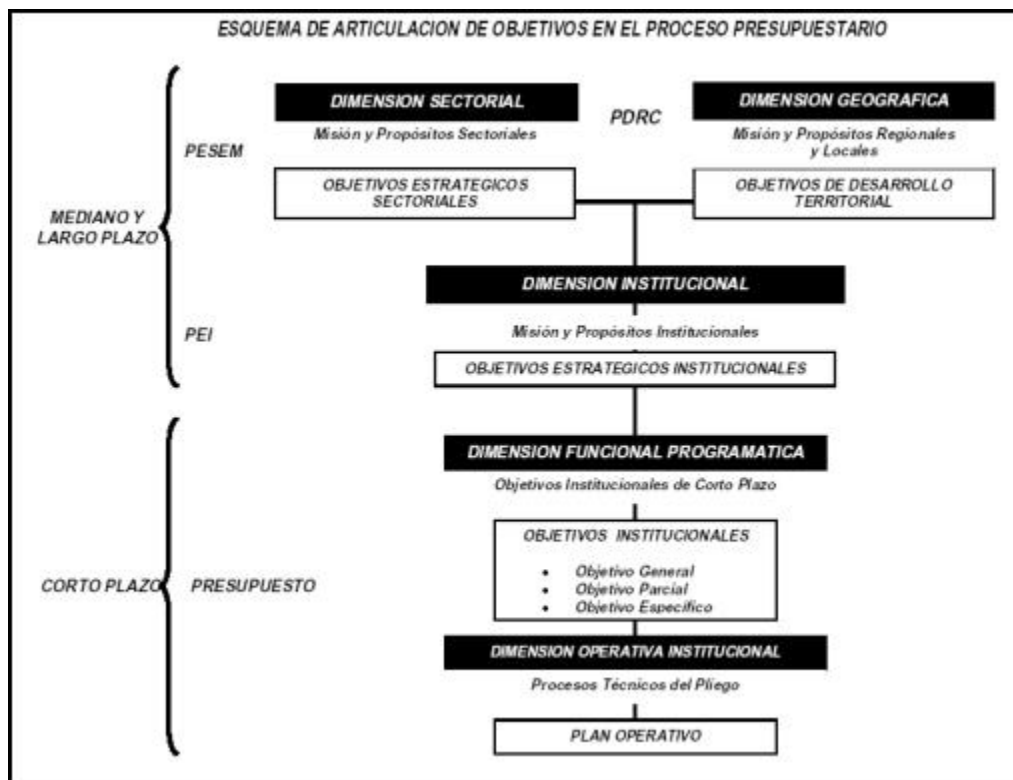 ESQUEMA DE ARTICULACION DE OBJETIVOS EN EL PROCESO PRESUPUESTARIO
DIMENSION SECTORIAL
PDRC
DIMENSION GEOGRAFICA
Misión y Propósitos Sectoriales
Misión y Propósitos Regionales
y Locales
PESEM
OBJETIVOS ESTRATEGICOS
SECTORIALES
OBJETIVOS DE DESARROLLO
TERRITORIAL
MEDIANO Y
LARGO PLAZO
DIMENSION INSTITUCIONAL
PEI
Misión y Propósitos Institucionales
OBJETIVOS ESTRATEGICOS INSTITUCIONALES
DIMENSION FUNCIONAL PROGRAMATICA
Objetivos Institucionales de Corto Plazo
OBJETIVOS INSTITUCIONALES
• Objetivo General
• Objetivo Parcial
• Objetivo Específico
CORTO PLAZO
PRESUPUESTO
DIMENSION OPERATIVA INSTITUCIONAL
Procesos Técnicos del Pliego
PLAN OPERATIVO